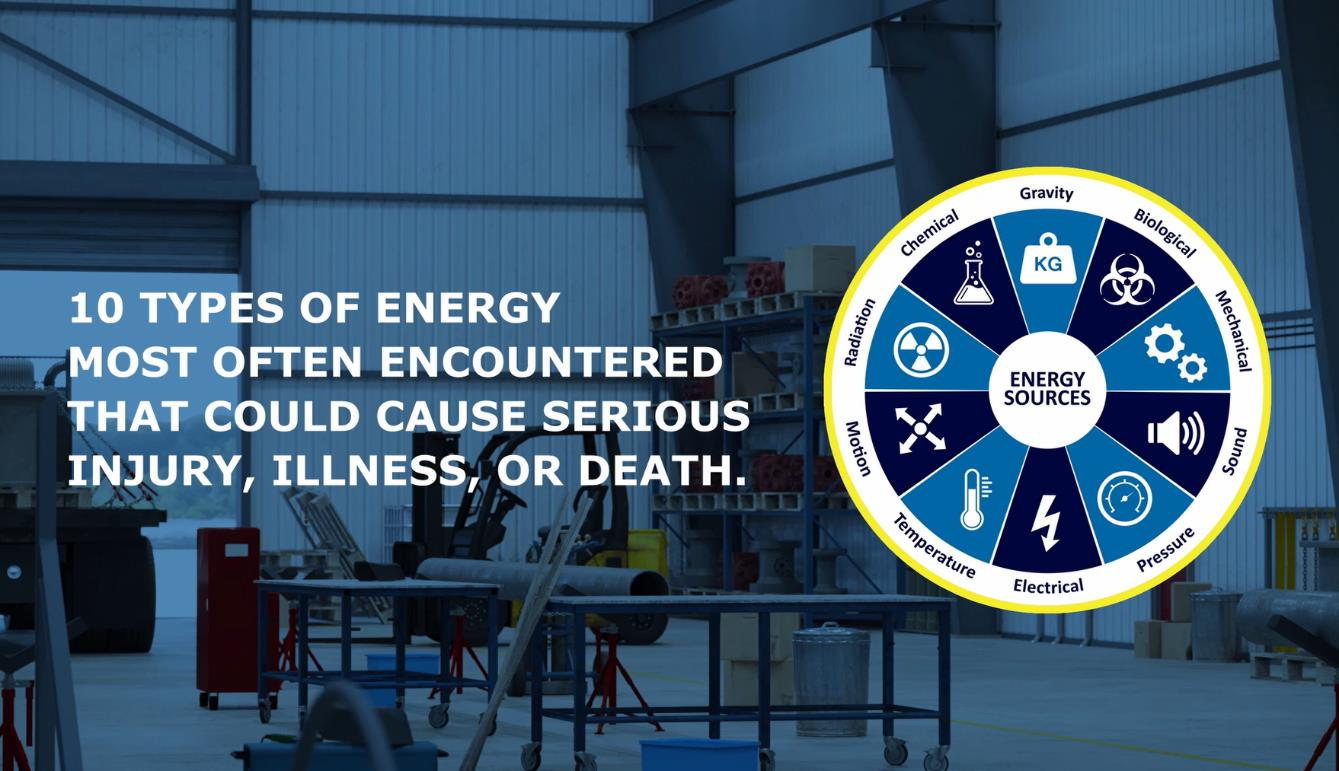 10 TYPES OF ENERGY
MOST OFTEN ENCOUNTERED
THAT COULD CAUSE SERIOUS
INJURY, ILLNESS, OR DEATH.
Gravity
Biological
Mechanical
Sound
Pressure
Electrical
Temperature
Motion
Radiation
Chemical
KG
ENERGY
SOURCES